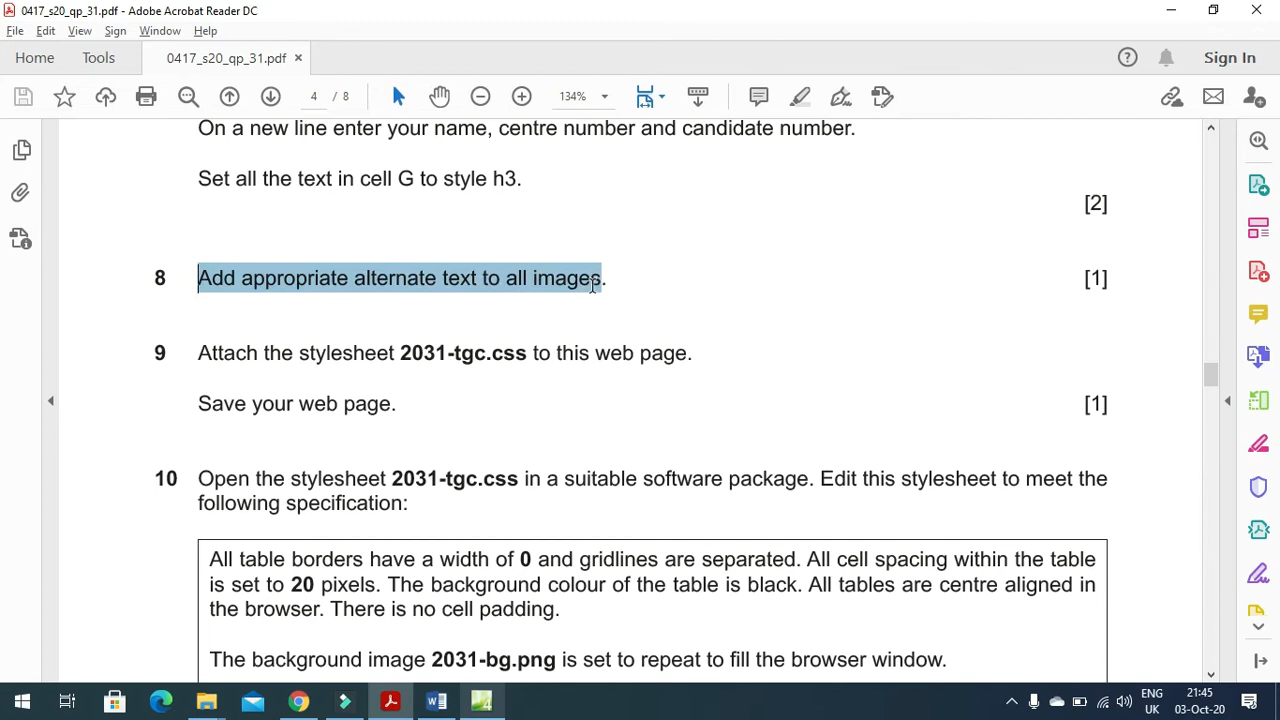 0417_s20_qp_31.pdf - Adobe Acrobat Reader DC
File Edit View Sign Window Help
Home Tools 0417_s20_qp_31.pdf × Sign In
4 / 8 134%
On a new line enter your name, centre number and candidate number.
Set all the text in cell G to style h3.
[2]
8 Add appropriate alternate text to all images. [1]
9 Attach the stylesheet 2031-tgc.css to this web page.
Save your web page. [1]
10 Open the stylesheet 2031-tgc.css in a suitable software package. Edit this stylesheet to meet the
following specification:
All table borders have a width of 0 and gridlines are separated. All cell spacing within the table
is set to 20 pixels. The background colour of the table is black. All tables are centre aligned in
the browser. There is no cell padding.
The background image 2031-bg.png is set to repeat to fill the browser window.
ENG 21:45
UK 03-Oct-20